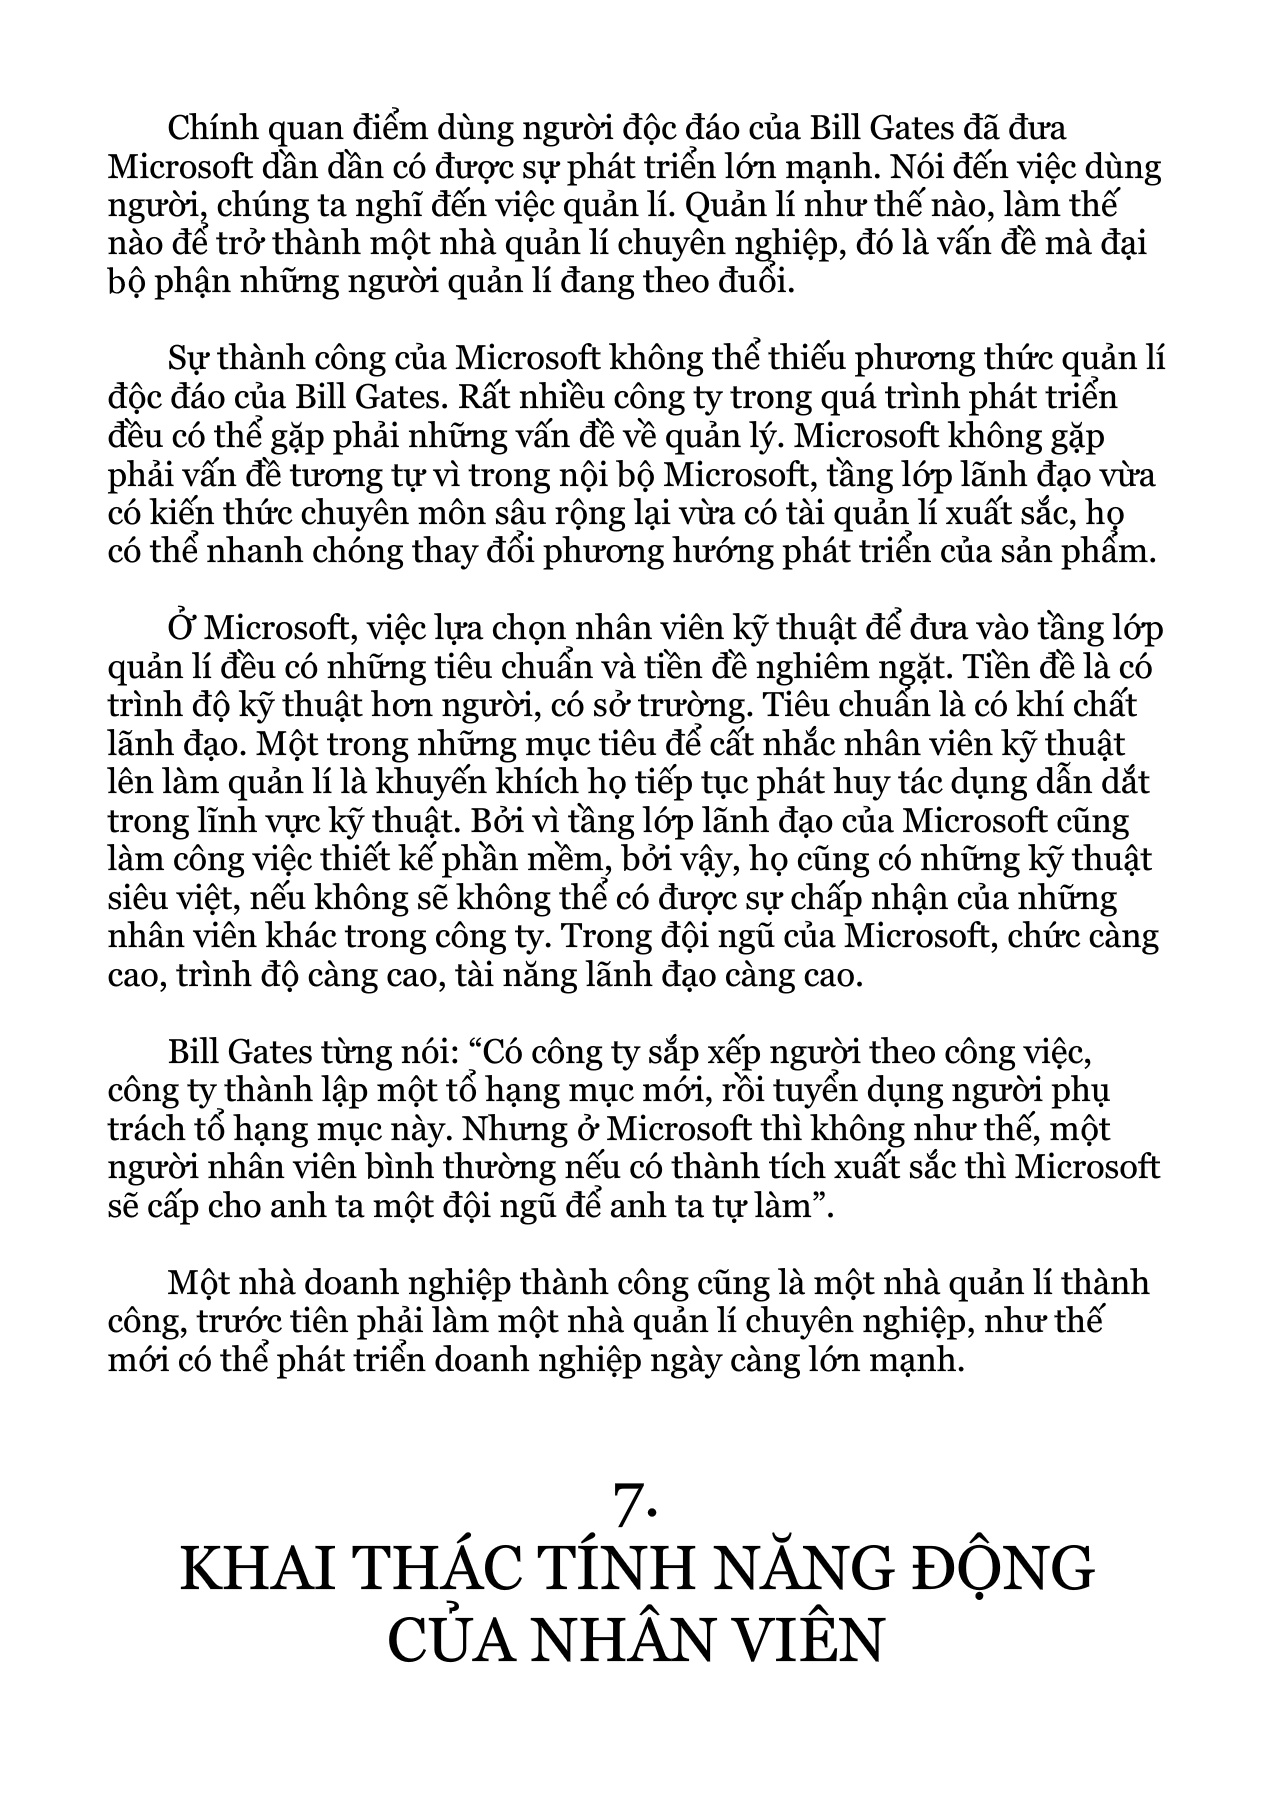 Chính quan điểm dùng người độc đáo của Bill Gates đã đưa
Microsoft dần dần có được sự phát triển lớn mạnh. Nói đến việc dùng
người, chúng ta nghĩ đến việc quản lí. Quản lí như thế nào, làm thế
nào để trở thành một nhà quản lí chuyên nghiệp, đó là vấn đề mà đại
bộ phận những người quản lí đang theo đuổi.
Sự thành công của Microsoft không thể thiếu phương thức quản lí
độc đáo của Bill Gates. Rất nhiều công ty trong quá trình phát triển
đều có thể gặp phải những vấn đề về quản lý. Microsoft không gặp
phải vấn đề tương tự vì trong nội bộ Microsoft, tầng lớp lãnh đạo vừa
có kiến thức chuyên môn sâu rộng lại vừa có tài quản lí xuất sắc, họ
có thể nhanh chóng thay đổi phương hướng phát triển của sản phẩm.
Ở Microsoft, việc lựa chọn nhân viên kỹ thuật để đưa vào tầng lớp
quản lí đều có những tiêu chuẩn và tiền đề nghiêm ngặt. Tiền đề là có
trình độ kỹ thuật hơn người, có sở trường. Tiêu chuẩn là có khí chất
lãnh đạo. Một trong những mục tiêu để cất nhắc nhân viên kỹ thuật
lên làm quản lí là khuyến khích họ tiếp tục phát huy tác dụng dẫn dắt
trong lĩnh vực kỹ thuật. Bởi vì tầng lớp lãnh đạo của Microsoft cũng
làm công việc thiết kế phần mềm, bởi vậy, họ cũng có những kỹ thuật
siêu việt, nếu không sẽ không thể có được sự chấp nhận của những
nhân viên khác trong công ty. Trong đội ngũ của Microsoft, chức càng
cao, trình độ càng cao, tài năng lãnh đạo càng cao.
Bill Gates từng nói: “Có công ty sắp xếp người theo công việc,
công ty thành lập một tổ hạng mục mới, rồi tuyển dụng người phụ
trách tổ hạng mục này. Nhưng ở Microsoft thì không như thế, một
người nhân viên bình thường nếu có thành tích xuất sắc thì Microsoft
sẽ cấp cho anh ta một đội ngũ để anh ta tự làm”.
Một nhà doanh nghiệp thành công cũng là một nhà quản lí thành
công, trước tiên phải làm một nhà quản lí chuyên nghiệp, như thế
mới có thể phát triển doanh nghiệp ngày càng lớn mạnh.
7.
KHAI THÁC TÍNH NĂNG ĐỘNG
CỦA NHÂN VIÊN